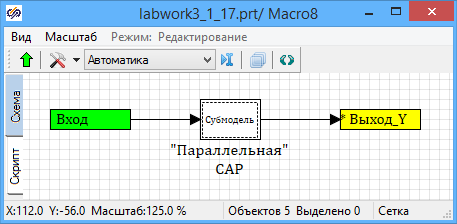 labwork3_1_17.prt/ Macro8
Вид Масштаб Режим: Редактирование
Автоматика
Схема
Скрипт
Вход
Субмодель
* Выход_Y
"Параллельная"
САР
X:112.0 Y:-56.0 Масштаб:125.0 % Объектов 5 Выделено 0 Сетка